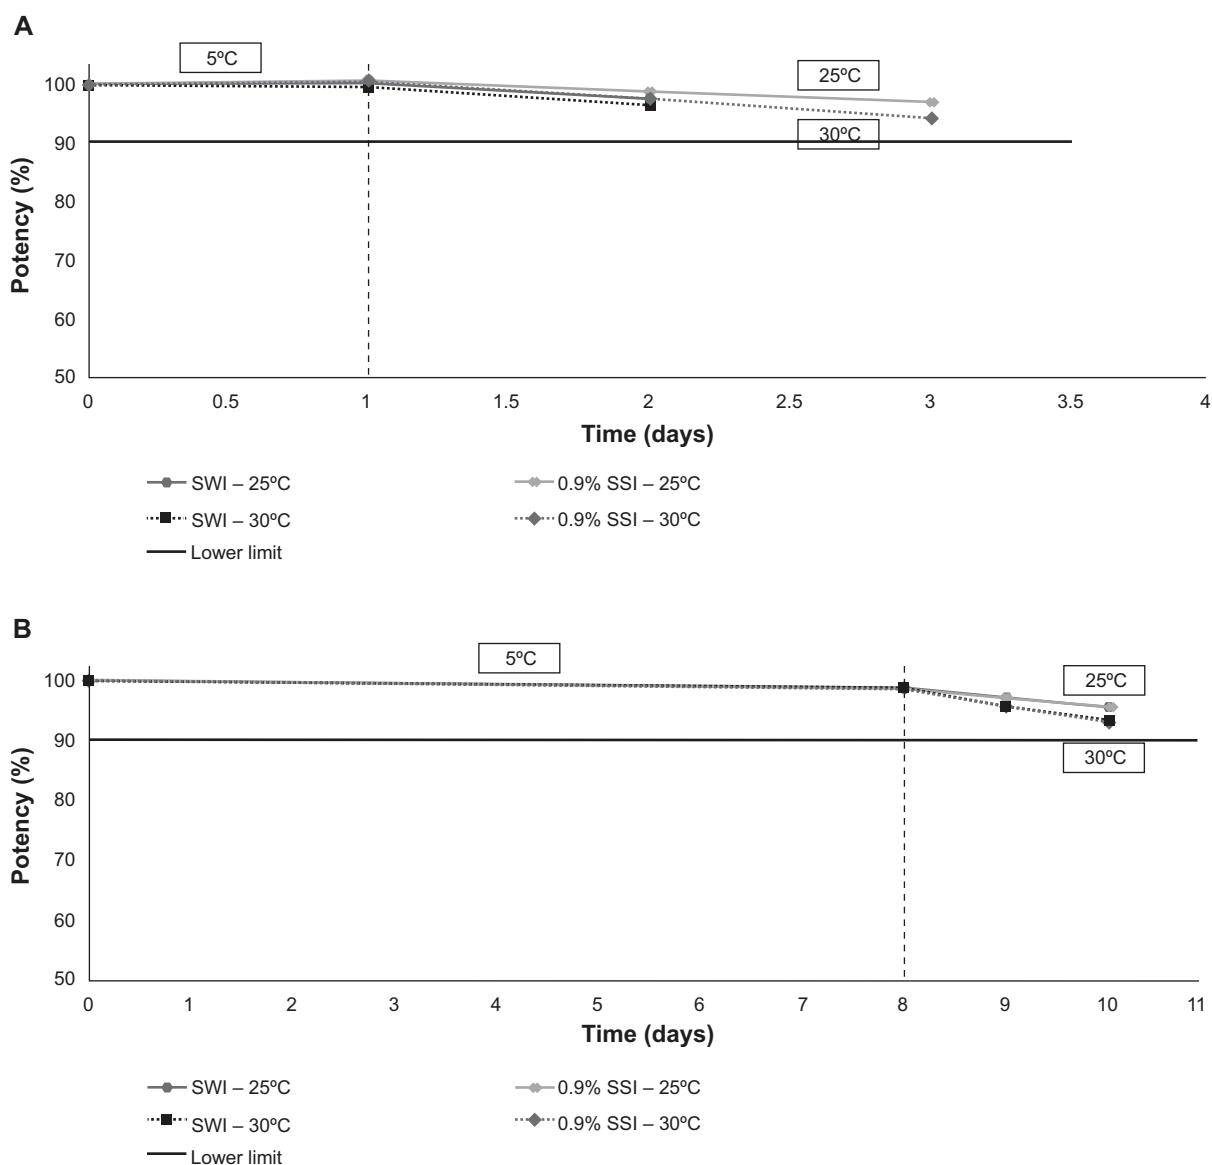 A
5ºC
25ºC
30ºC
Potency (%)
100
90
80
70
60
50
0 0.5 1 1.5 2 2.5 3 3.5 4
Time (days)
SWI – 25ºC 0.9% SSI – 25ºC
SWI – 30ºC 0.9% SSI – 30ºC
Lower limit
B
5ºC
25ºC
30ºC
Potency (%)
100
90
80
70
60
50
0 1 2 3 4 5 6 7 8 9 10 11
Time (days)
SWI – 25ºC 0.9% SSI – 25ºC
SWI – 30ºC 0.9% SSI – 30ºC
Lower limit